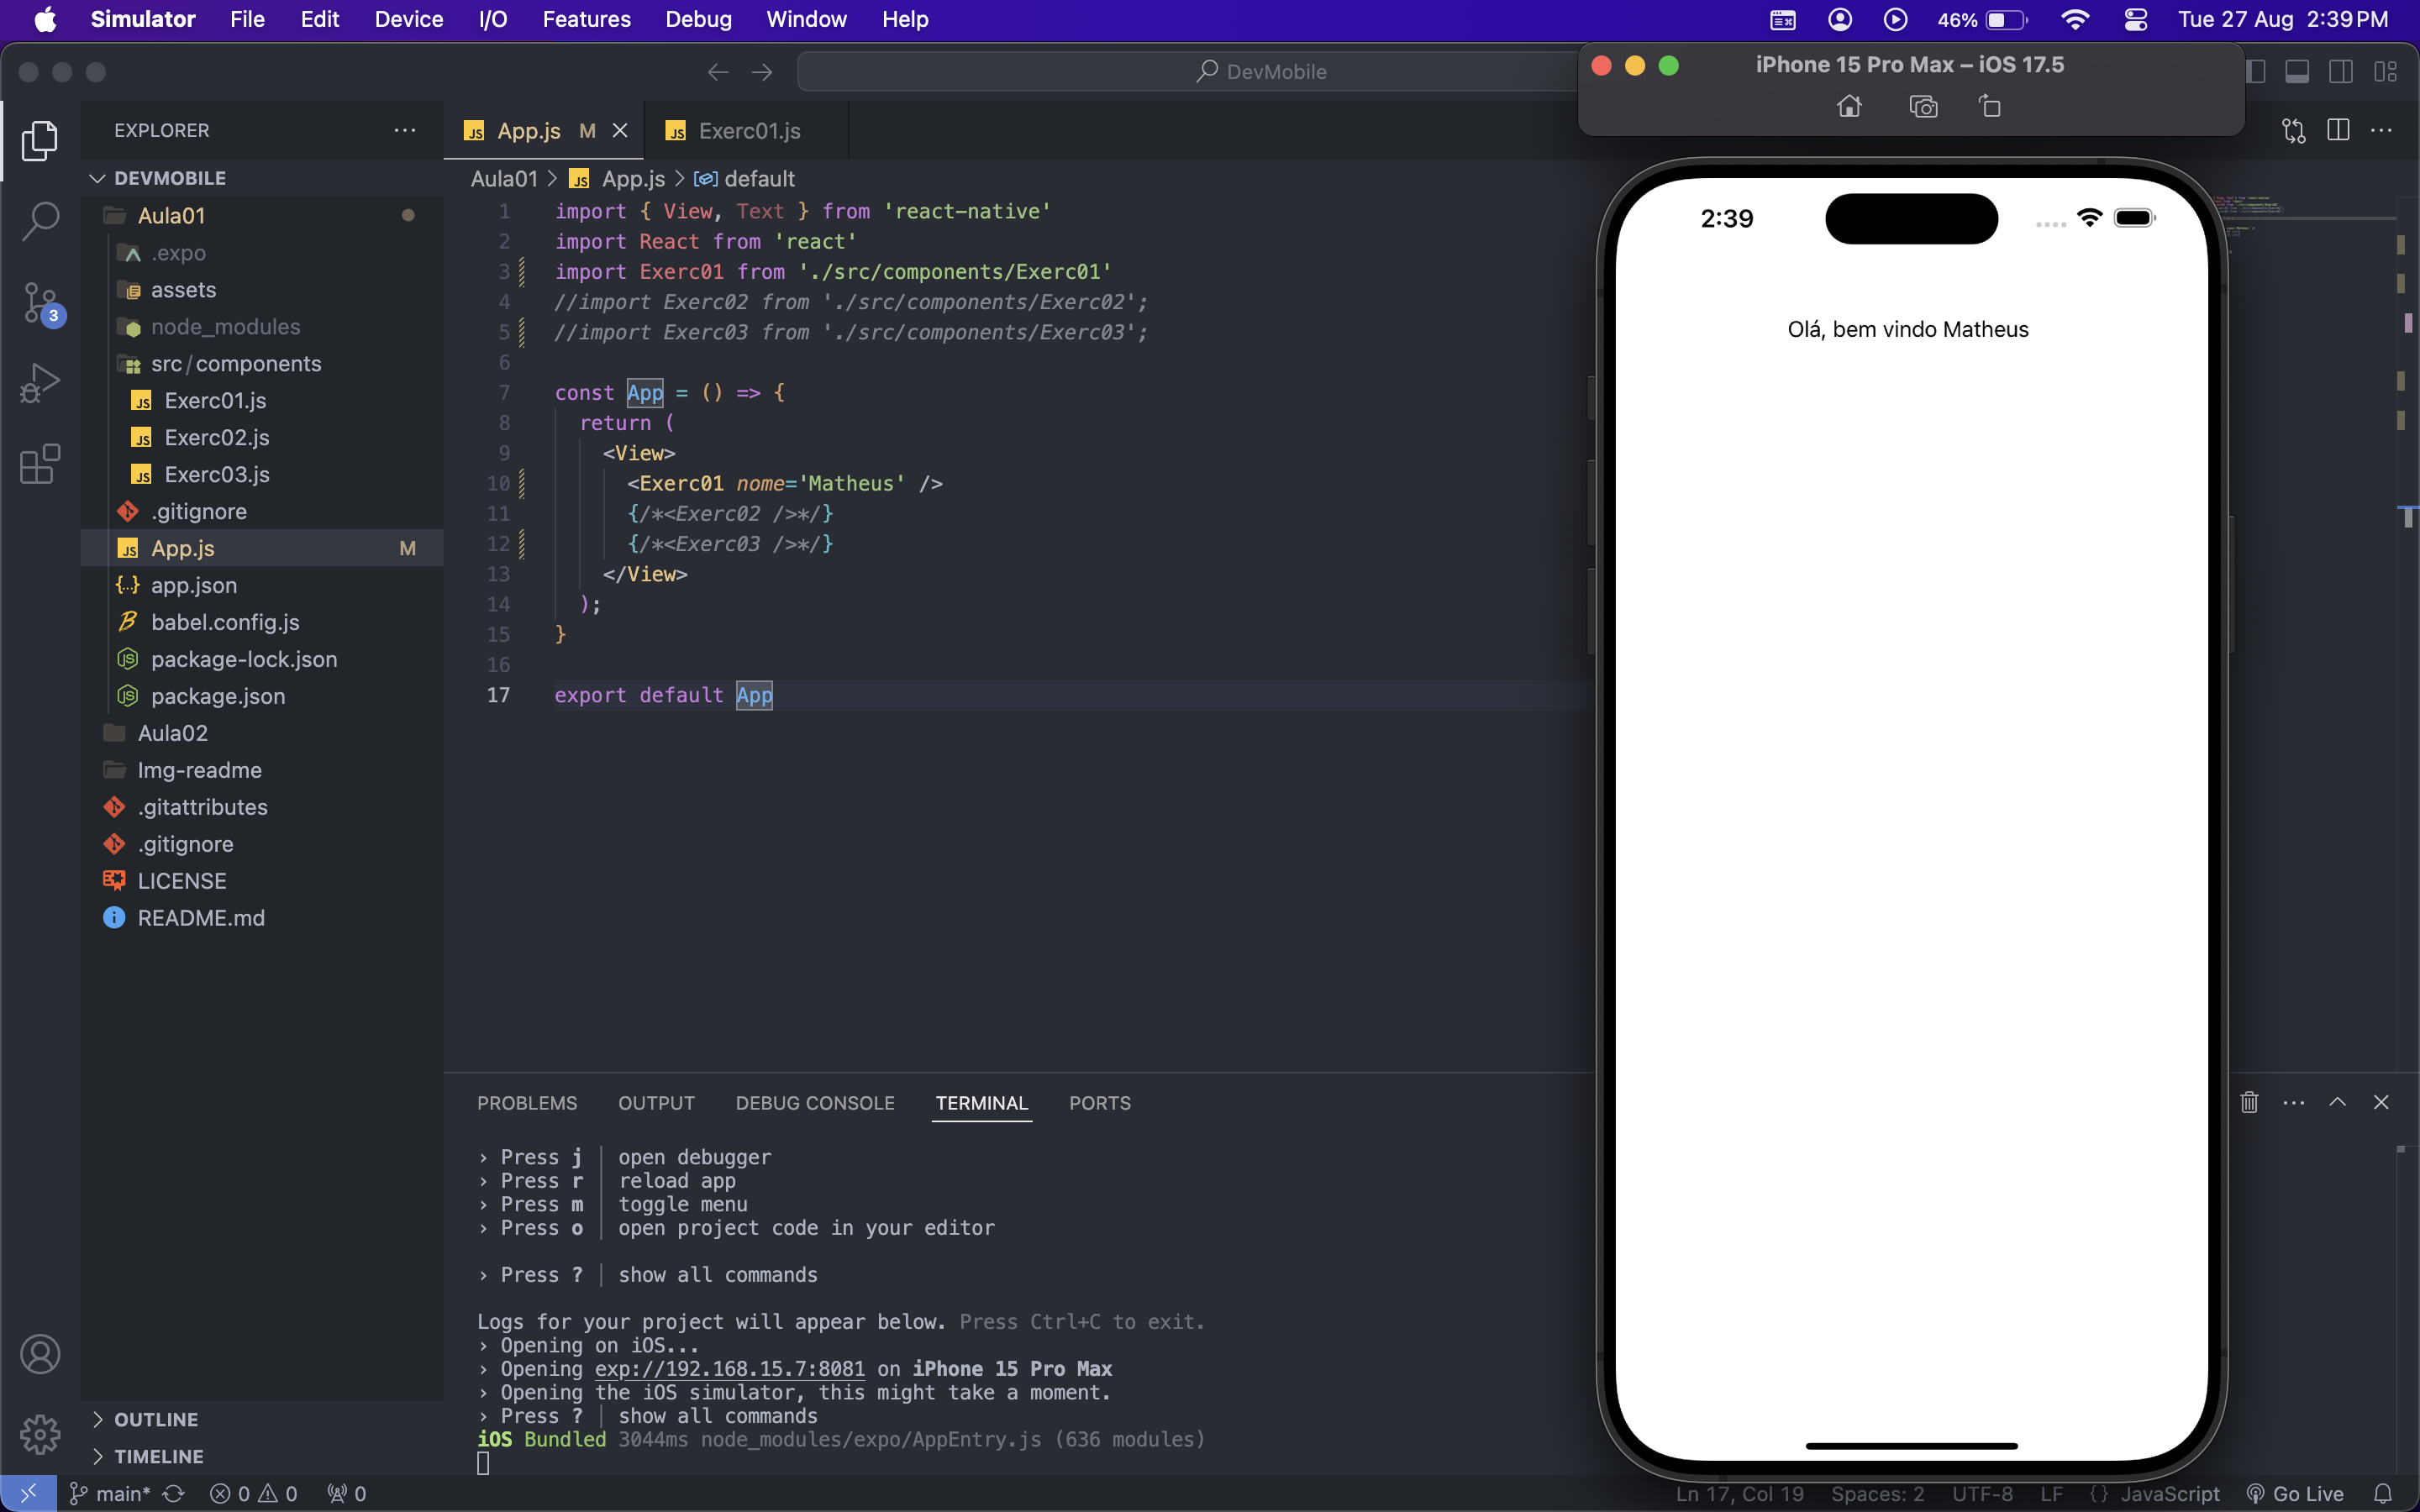 Simulator File Edit Device I/O Features Debug Window Help 46% Tue 27 Aug 2:39 PM
DevMobile
iPhone 15 Pro Max – iOS 17.5
EXPLORER
App.js M
Exerc01.js
DEVMOBILE
Aula01
.expo
assets
node_modules
src/components
Exerc01.js
Exerc02.js
Exerc03.js
.gitignore
App.js M
app.json
babel.config.js
package-lock.json
package.json
Aula02
Img-readme
.gitattributes
.gitignore
LICENSE
README.md
OUTLINE
TIMELINE
3
Aula01 > App.js > default
1 import { View, Text } from 'react-native'
2 import React from 'react'
3 import Exerc01 from './src/components/Exerc01'
4 //import Exerc02 from './src/components/Exerc02';
5 //import Exerc03 from './src/components/Exerc03';
6
7 const App = () => {
8 return (
9 <View>
10 <Exerc01 nome='Matheus' />
11 {/*<Exerc02 />*/}
12 {/*<Exerc03 />*/}
13 </View>
14 );
15 }
16
17 export default App
2:39
Olá, bem vindo Matheus
PROBLEMS OUTPUT DEBUG CONSOLE TERMINAL PORTS
› Press j │ open debugger
› Press r │ reload app
› Press m │ toggle menu
› Press o │ open project code in your editor
› Press ? │ show all commands
Logs for your project will appear below. Press Ctrl+C to exit.
› Opening on iOS...
› Opening exp://192.168.15.7:8081 on iPhone 15 Pro Max
› Opening the iOS simulator, this might take a moment.
› Press ? │ show all commands
iOS Bundled 3044ms node_modules/expo/AppEntry.js (636 modules)
main* 0 0 0 Ln 17, Col 19 Spaces: 2 UTF-8 LF {} JavaScript Go Live